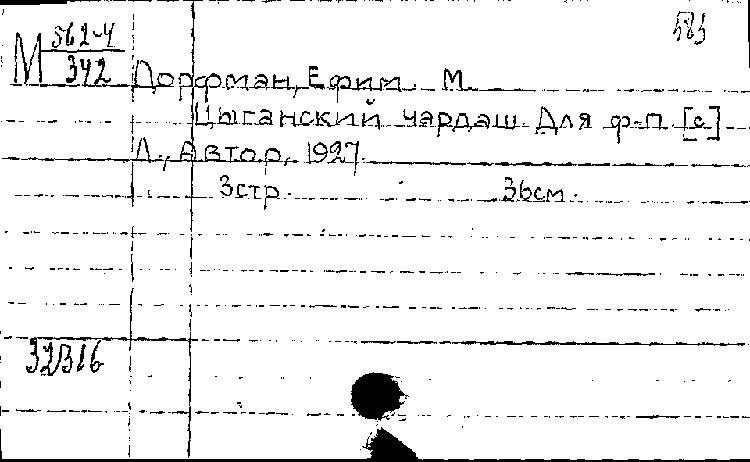 583
М 562-4
342
Дорфман, Ефим. М.
Цыганский чардаш. Для ф-п. [c]
Л., Автор, 1927.
3стр. 36см.
32316